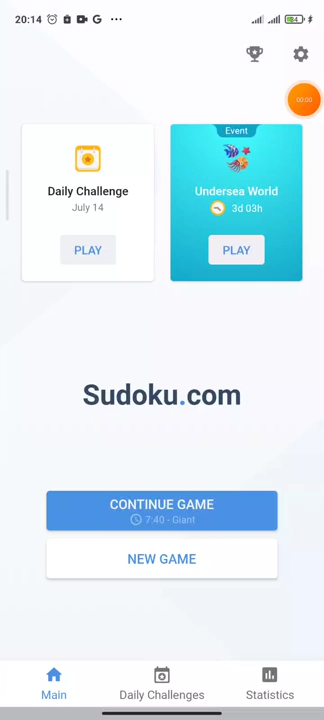 20:14
84
00:00
Event
Daily Challenge
July 14
PLAY
Undersea World
3d 03h
PLAY
Sudoku.com
CONTINUE GAME
7:40 - Giant
NEW GAME
Main
Daily Challenges
Statistics